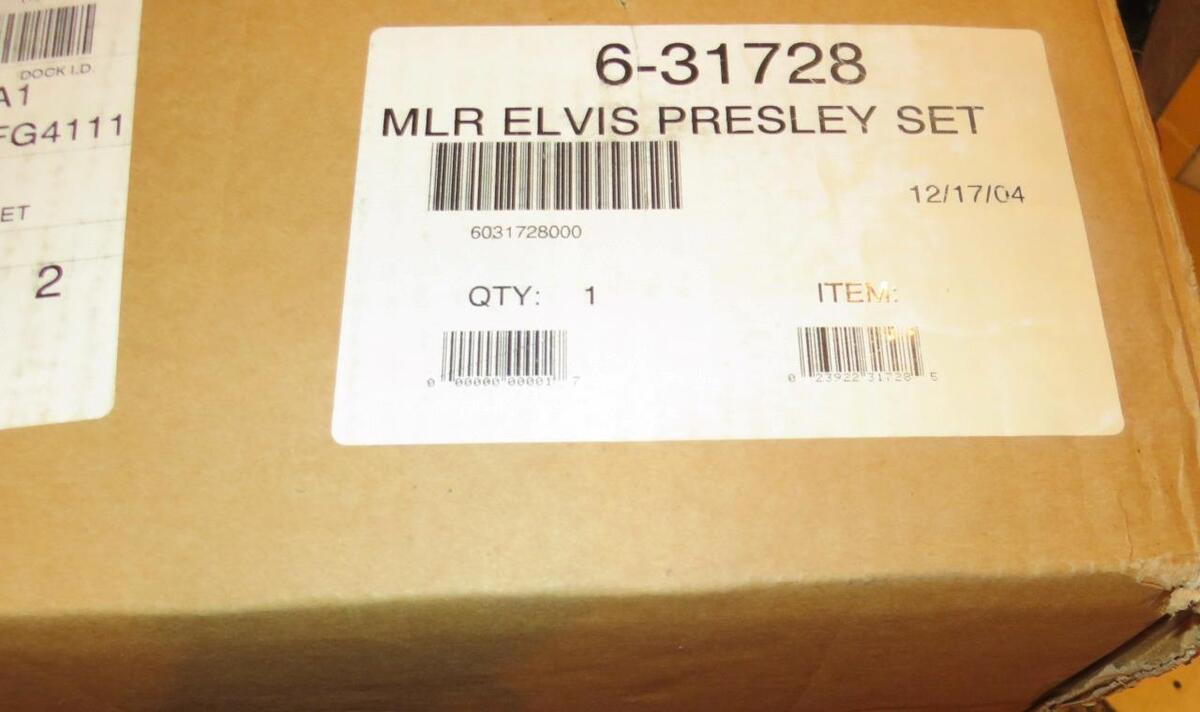 DOCK I.D.
A1
FG4111
ET
2
6-31728
MLR ELVIS PRESLEY SET
12/17/04
6031728000
QTY: 1
ITEM:
0 00000 00001 7
0 23922 31728 5